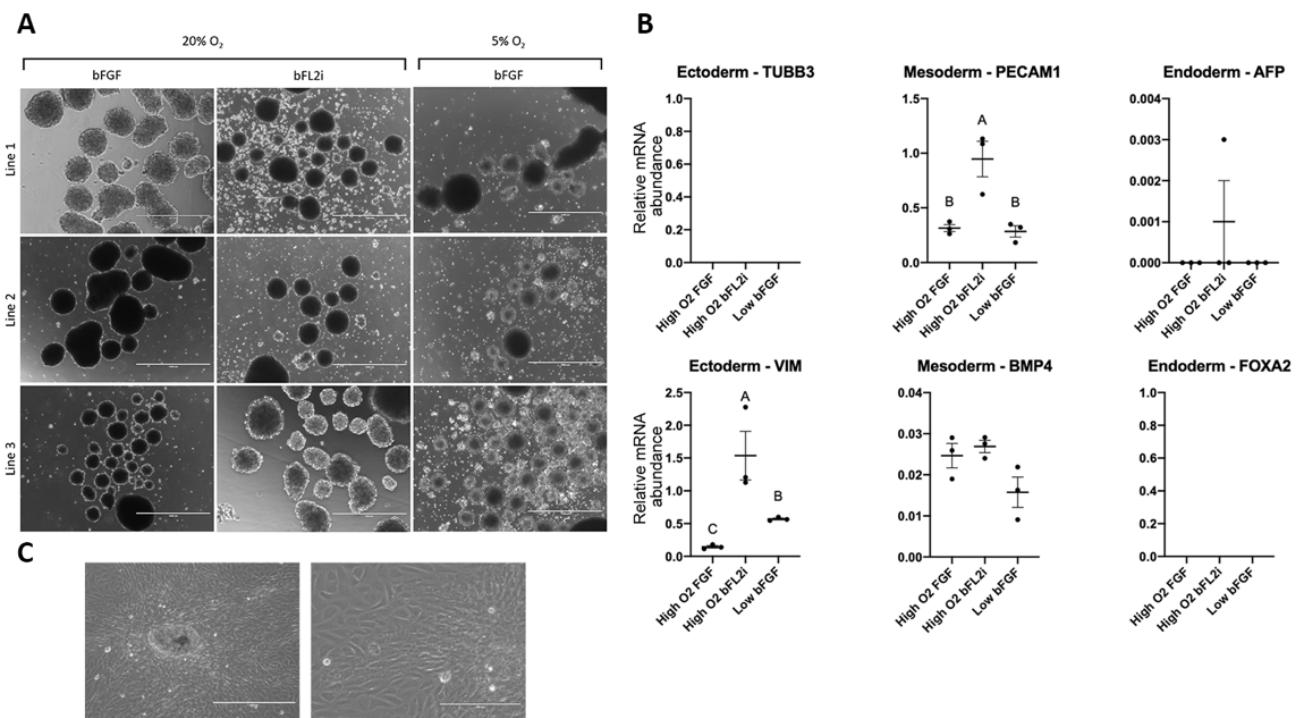 A
20% O₂
5% O₂
bFGF
bFL2i
bFGF
Line 1
Line 2
Line 3
C
B
Ectoderm - TUBB3
Relative mRNA
abundance
1.0
0.8
0.6
0.4
0.2
0.0
High O2 FGF
High O2 bFL2i
Low bFGF
Mesoderm - PECAM1
1.5
1.0
0.5
0.0
B
A
B
High O2 FGF
High O2 bFL2i
Low bFGF
Endoderm - AFP
0.004
0.003
0.002
0.001
0.000
High O2 FGF
High O2 bFL2i
Low bFGF
Ectoderm - VIM
Relative mRNA
abundance
2.5
2.0
1.5
1.0
0.5
0.0
C
A
B
High O2 FGF
High O2 bFL2i
Low bFGF
Mesoderm - BMP4
0.04
0.03
0.02
0.01
0.00
High O2 FGF
High O2 bFL2i
Low bFGF
Endoderm - FOXA2
1.0
0.8
0.6
0.4
0.2
0.0
High O2 FGF
High O2 bFL2i
Low bFGF